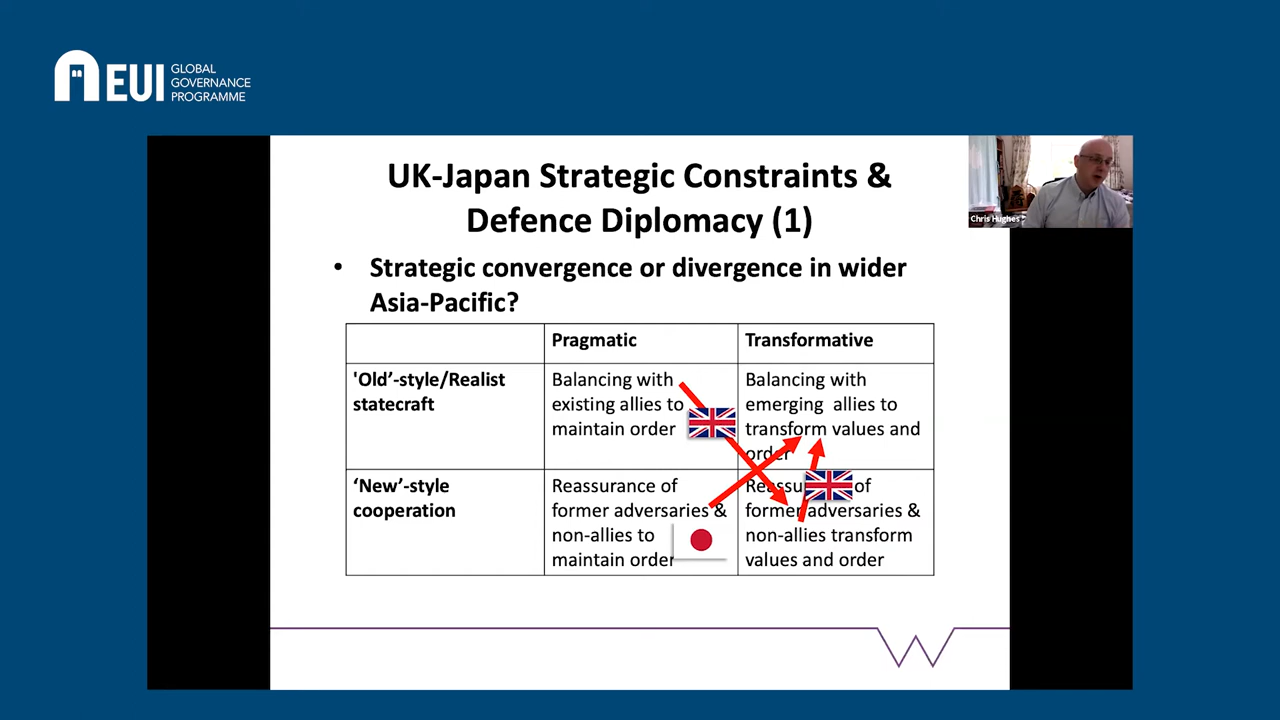 EUI
GLOBAL
GOVERNANCE
PROGRAMME
UK-Japan Strategic Constraints &
Defence Diplomacy (1)
Chris Hughes
• Strategic convergence or divergence in wider
Asia-Pacific?
Pragmatic
Transformative
'Old’-style/Realist
statecraft
Balancing with
existing allies to
maintain order
Balancing with
emerging allies to
transform values and
order
‘New’-style
cooperation
Reassurance of
former adversaries &
non-allies to
maintain order
Reassurance of
former adversaries &
non-allies transform
values and order